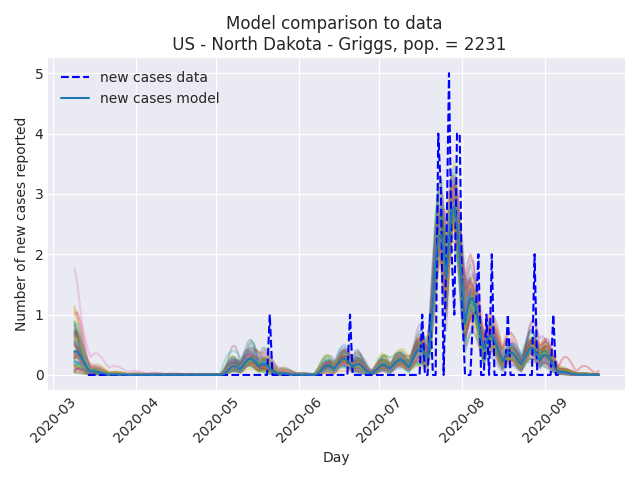 Model comparison to data
US - North Dakota - Griggs, pop. = 2231
new cases data
new cases model
Number of new cases reported
5
4
3
2
1
0
2020-03
2020-04
2020-05
2020-06
2020-07
2020-08
2020-09
Day